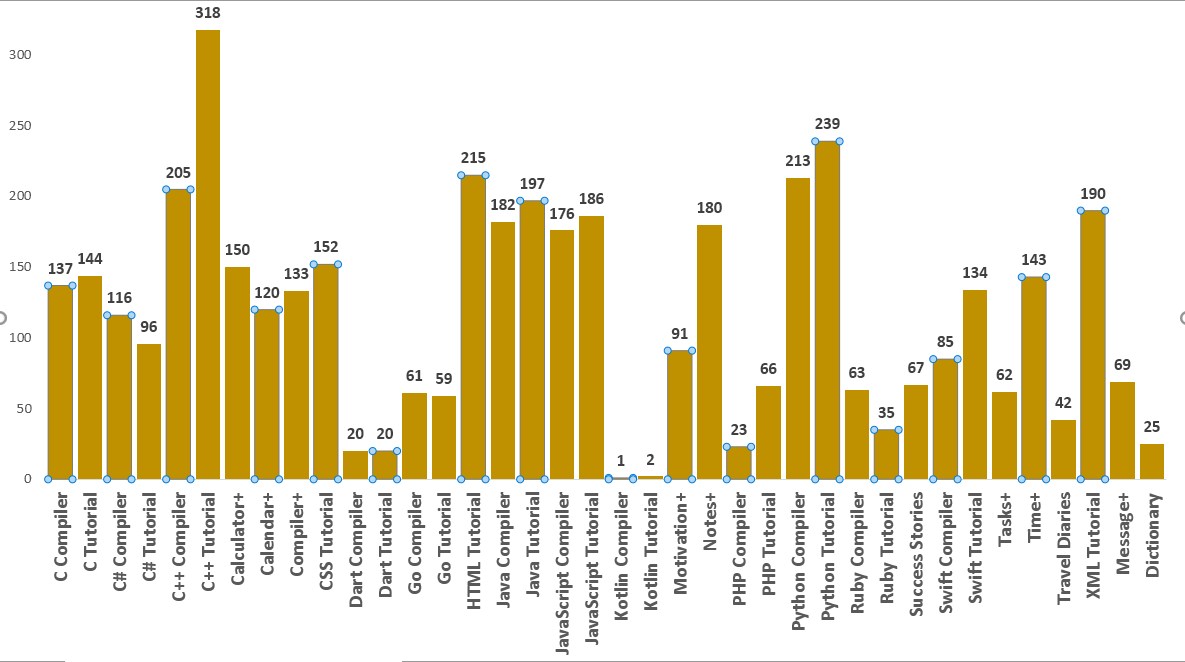 318
300
250
200
150
100
50
0
137
144
116
96
205
150
120
133
152
20
20
61
59
215
182
197
176
186
1
2
91
180
23
66
213
239
63
35
67
85
134
62
143
42
190
69
25
C Compiler
C Tutorial
C# Compiler
C# Tutorial
C++ Compiler
C++ Tutorial
Calculator+
Calendar+
Compiler+
CSS Tutorial
Dart Compiler
Dart Tutorial
Go Compiler
Go Tutorial
HTML Tutorial
Java Compiler
Java Tutorial
JavaScript Compiler
JavaScript Tutorial
Kotlin Compiler
Kotlin Tutorial
Motivation+
Notes+
PHP Compiler
PHP Tutorial
Python Compiler
Python Tutorial
Ruby Compiler
Ruby Tutorial
Success Stories
Swift Compiler
Swift Tutorial
Tasks+
Time+
Travel Diaries
XML Tutorial
Message+
Dictionary